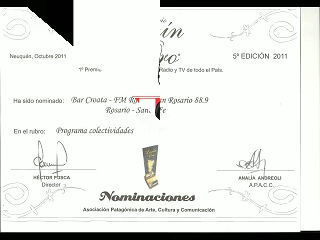 Neuquén, Octubre 2011
5ª EDICIÓN 2011
1º Premio
Radio y TV de todo el País.
Ha sido nominado: Bar Croata - FM Rosario 88.9
Rosario - Santa Fe
En el rubro: Programa colectividades
HÉCTOR FOSCA
Director
ANALÍA ANDREOLI
A.P.A.C.C.
Nominaciones
Asociación Patagónica de Arte, Cultura y Comunicación